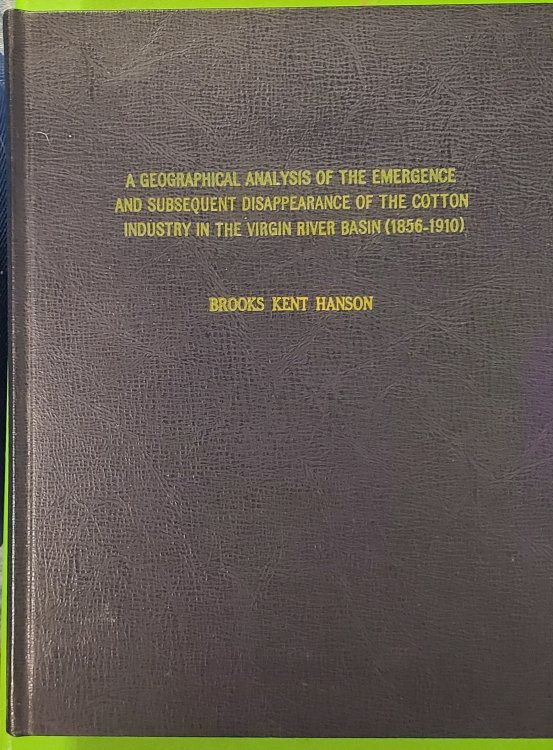 A GEOGRAPHICAL ANALYSIS OF THE EMERGENCE
AND SUBSEQUENT DISAPPEARANCE OF THE COTTON
INDUSTRY IN THE VIRGIN RIVER BASIN (1856-1910)
BROOKS KENT HANSON